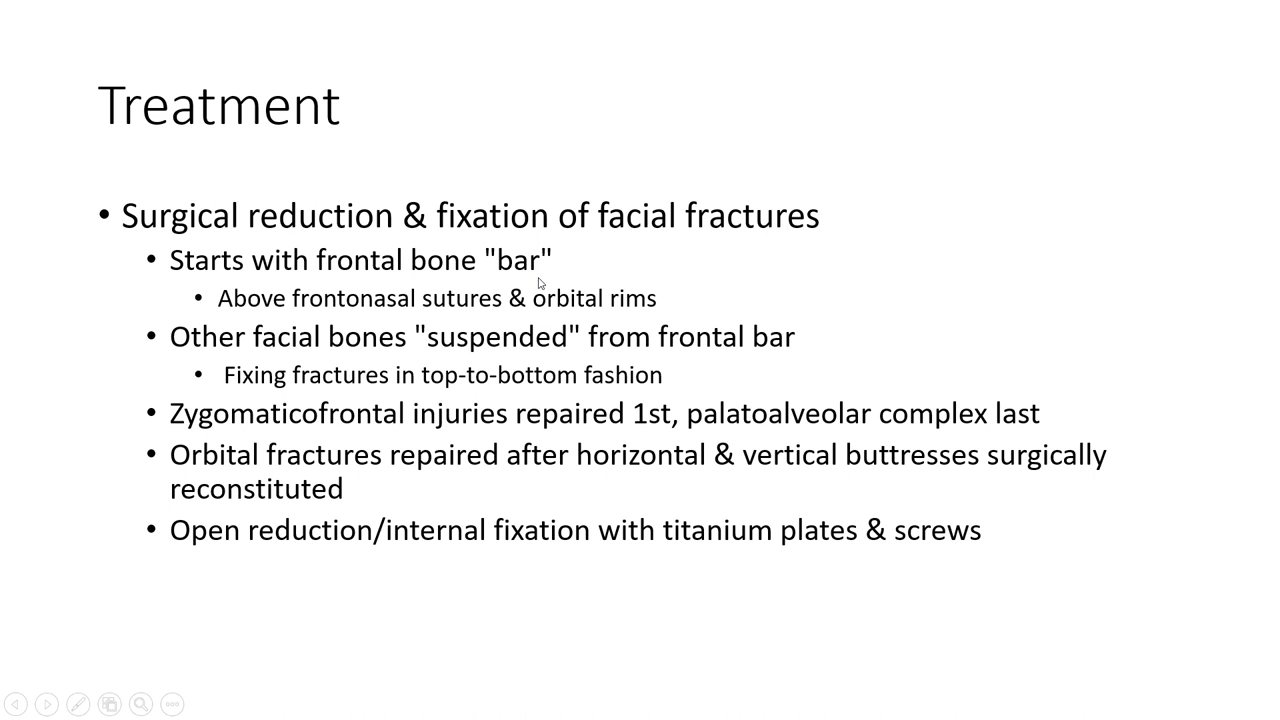 Treatment
• Surgical reduction & fixation of facial fractures
• Starts with frontal bone "bar"
• Above frontonasal sutures & orbital rims
• Other facial bones "suspended" from frontal bar
• Fixing fractures in top-to-bottom fashion
• Zygomaticofrontal injuries repaired 1st, palatoalveolar complex last
• Orbital fractures repaired after horizontal & vertical buttresses surgically
reconstituted
• Open reduction/internal fixation with titanium plates & screws